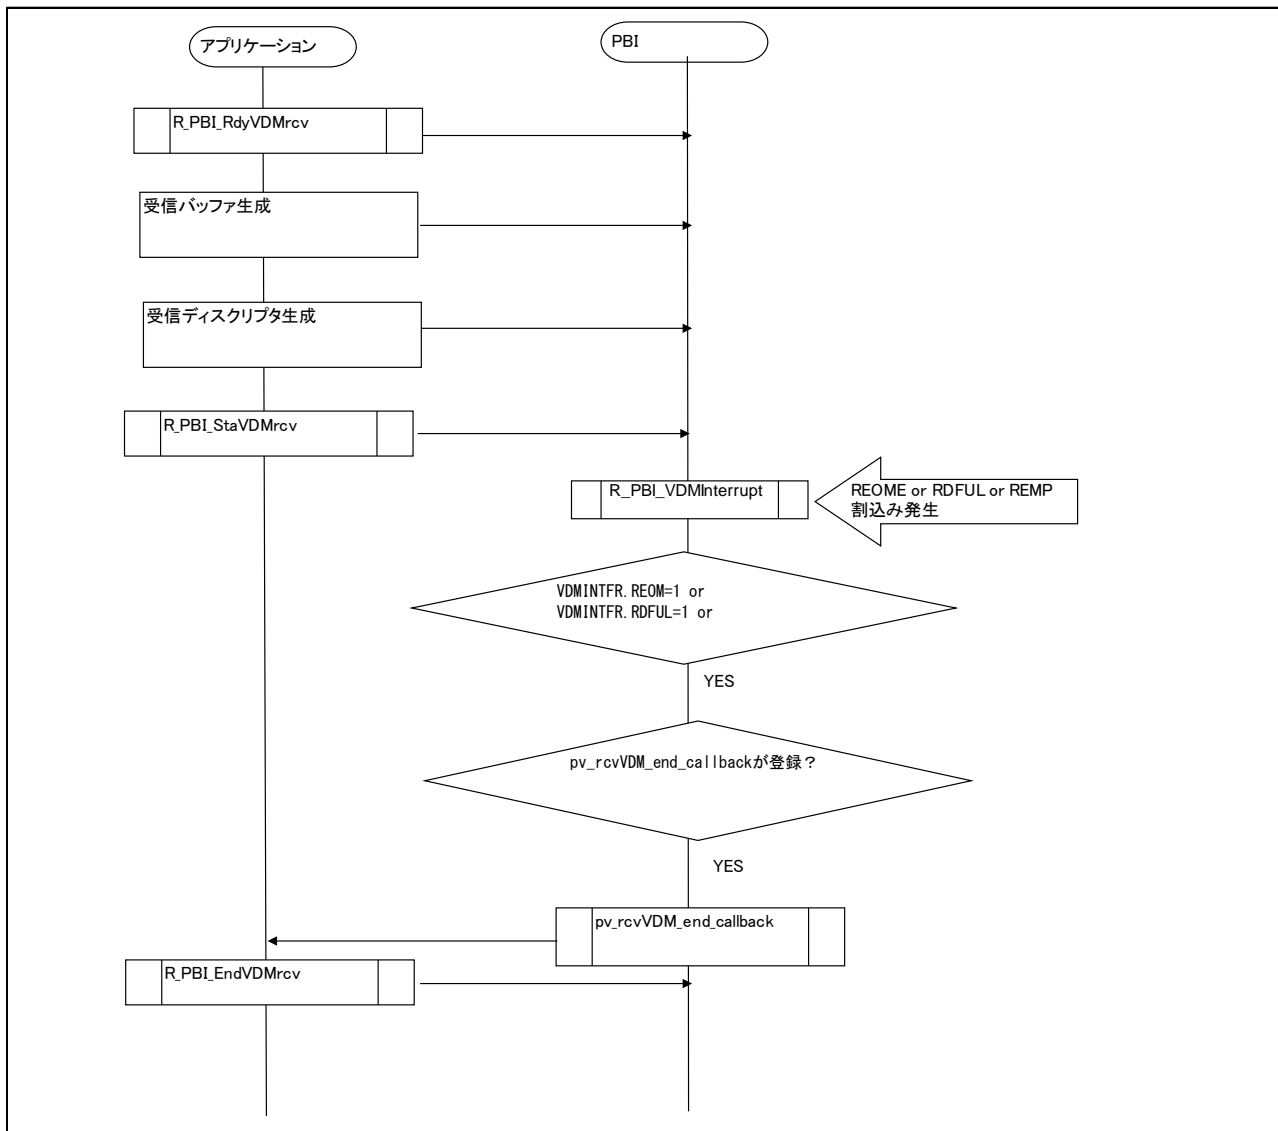 アプリケーション
PBI
R_PBI_RdyVDMrcv
受信バッファ生成
受信ディスクリプタ生成
R_PBI_StaVDMrcv
R_PBI_VDMInterrupt
REOME or RDFUL or REMP
割込み発生
VDMINTFR.REOM=1 or
VDMINTFR.RDFUL=1 or
YES
pv_rcvVDM_end_callbackが登録？
YES
pv_rcvVDM_end_callback
R_PBI_EndVDMrcv